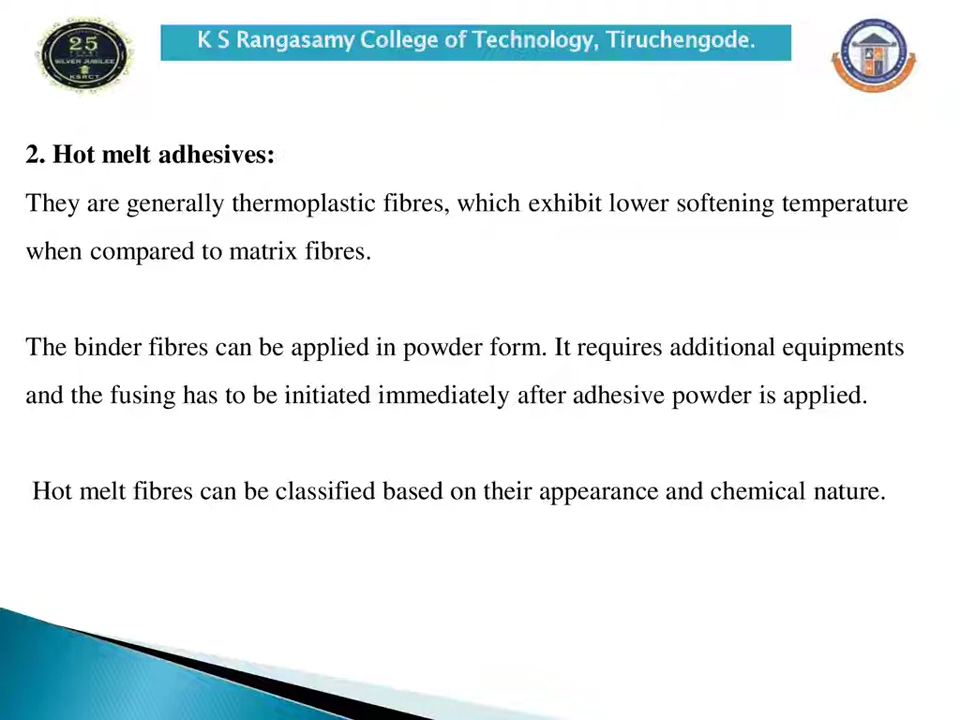 25
SILVER JUBILEE
KSRCT
K S Rangasamy College of Technology, Tiruchengode.
2. Hot melt adhesives:
They are generally thermoplastic fibres, which exhibit lower softening temperature
when compared to matrix fibres.
The binder fibres can be applied in powder form. It requires additional equipments
and the fusing has to be initiated immediately after adhesive powder is applied.
Hot melt fibres can be classified based on their appearance and chemical nature.